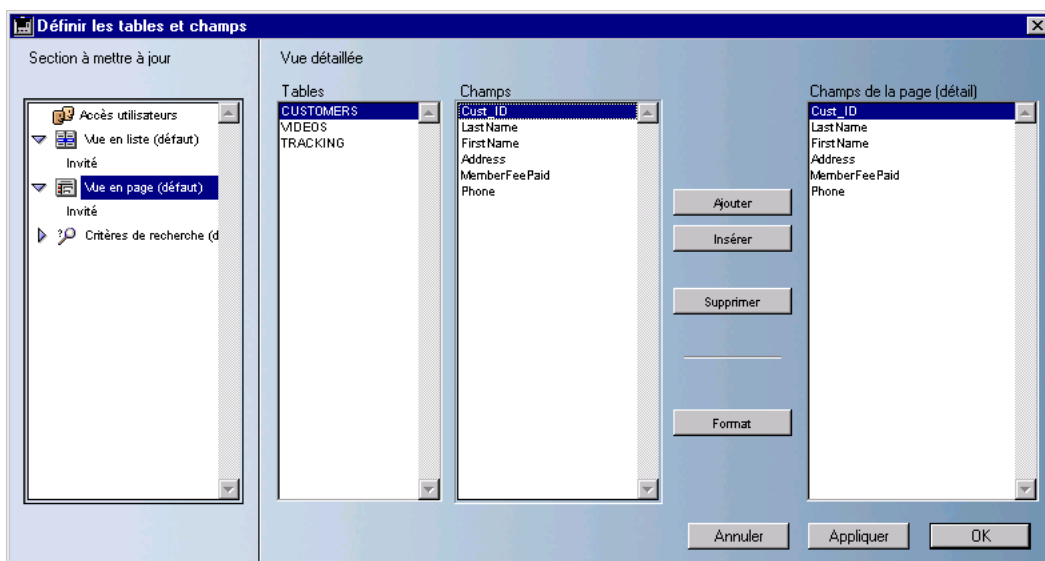 Définir les tables et champs
Section à mettre à jour
Accès utilisateurs
Vue en liste (défaut)
Invité
Vue en page (défaut)
Invité
Critères de recherche (d
Vue détaillée
Tables
CUSTOMERS
VIDEOS
TRACKING
Champs
Cust_ID
LastName
FirstName
Address
MemberFeePaid
Phone
Ajouter
Insérer
Supprimer
Format
Champs de la page (détail)
Cust_ID
LastName
FirstName
Address
MemberFeePaid
Phone
Annuler
Appliquer
OK